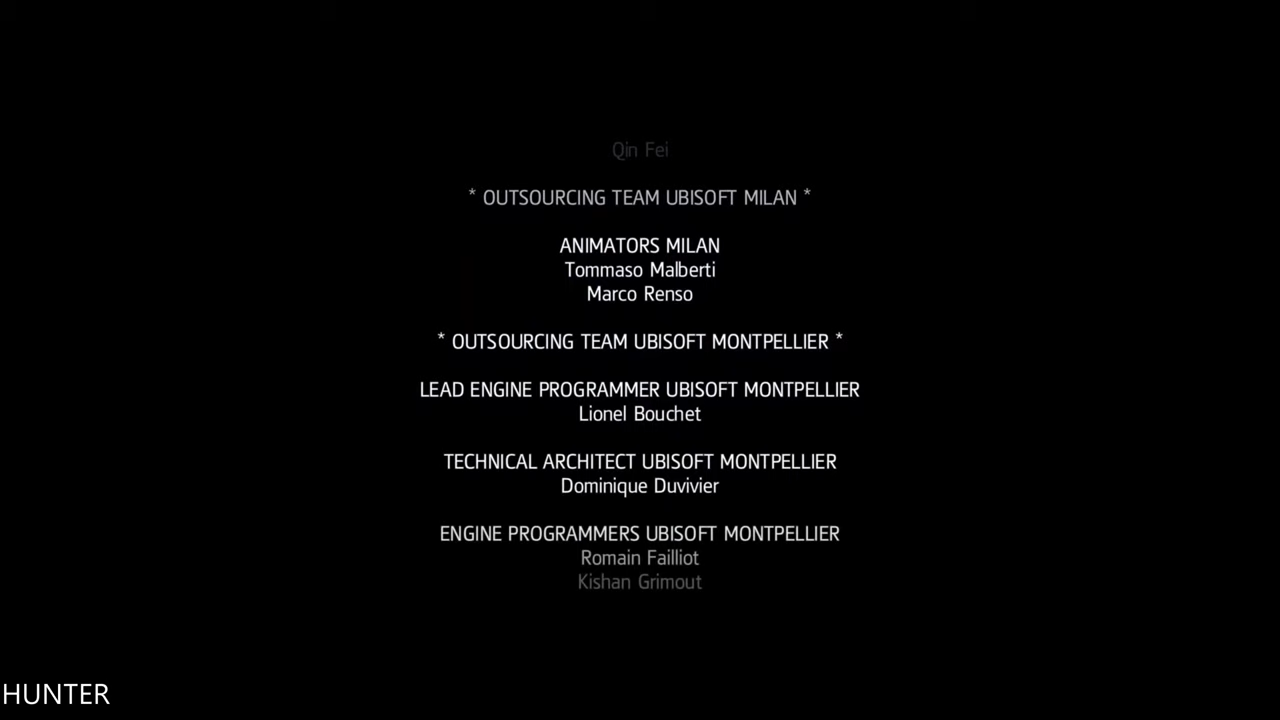 Qin Fei
* OUTSOURCING TEAM UBISOFT MILAN *
ANIMATORS MILAN
Tommaso Malberti
Marco Renso
* OUTSOURCING TEAM UBISOFT MONTPELLIER *
LEAD ENGINE PROGRAMMER UBISOFT MONTPELLIER
Lionel Bouchet
TECHNICAL ARCHITECT UBISOFT MONTPELLIER
Dominique Duvivier
ENGINE PROGRAMMERS UBISOFT MONTPELLIER
Romain Failliot
Kishan Grimout
HUNTER